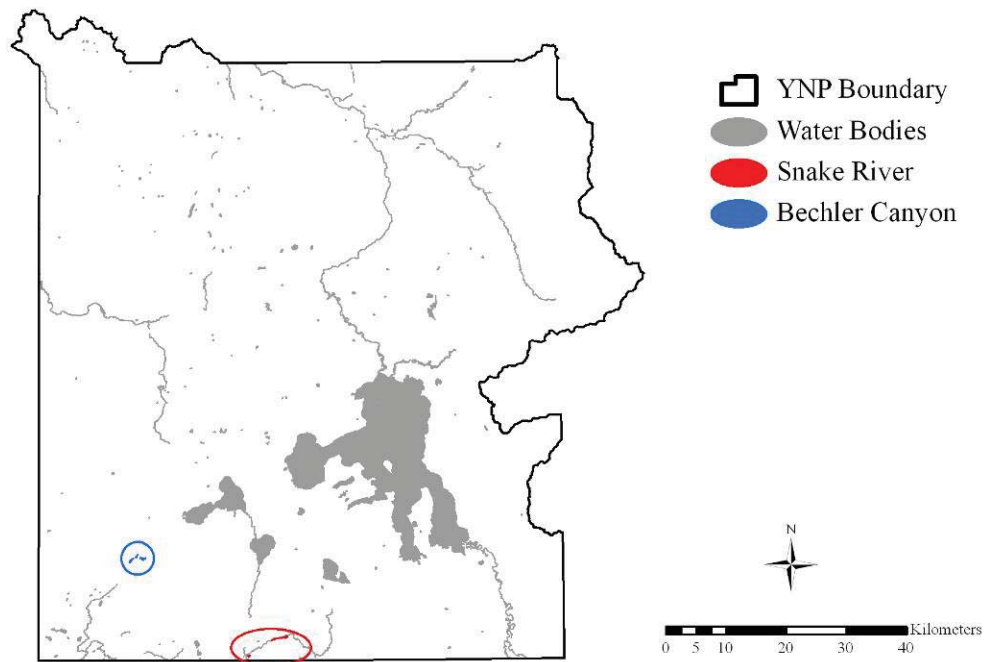 YNP Boundary
Water Bodies
Snake River
Bechler Canyon
N
Kilometers
0 5 10 20 30 40